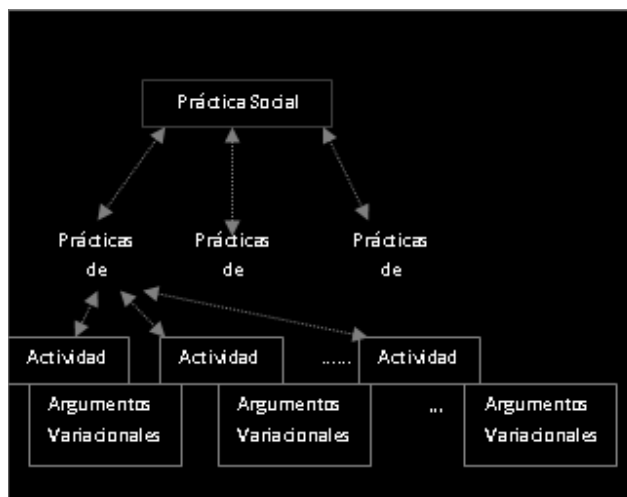 Práctica Social
Prácticas Prácticas Prácticas
de de de
Actividad Actividad ...... Actividad
Argumentos Argumentos ... Argumentos
Variacionales Variacionales Variacionales